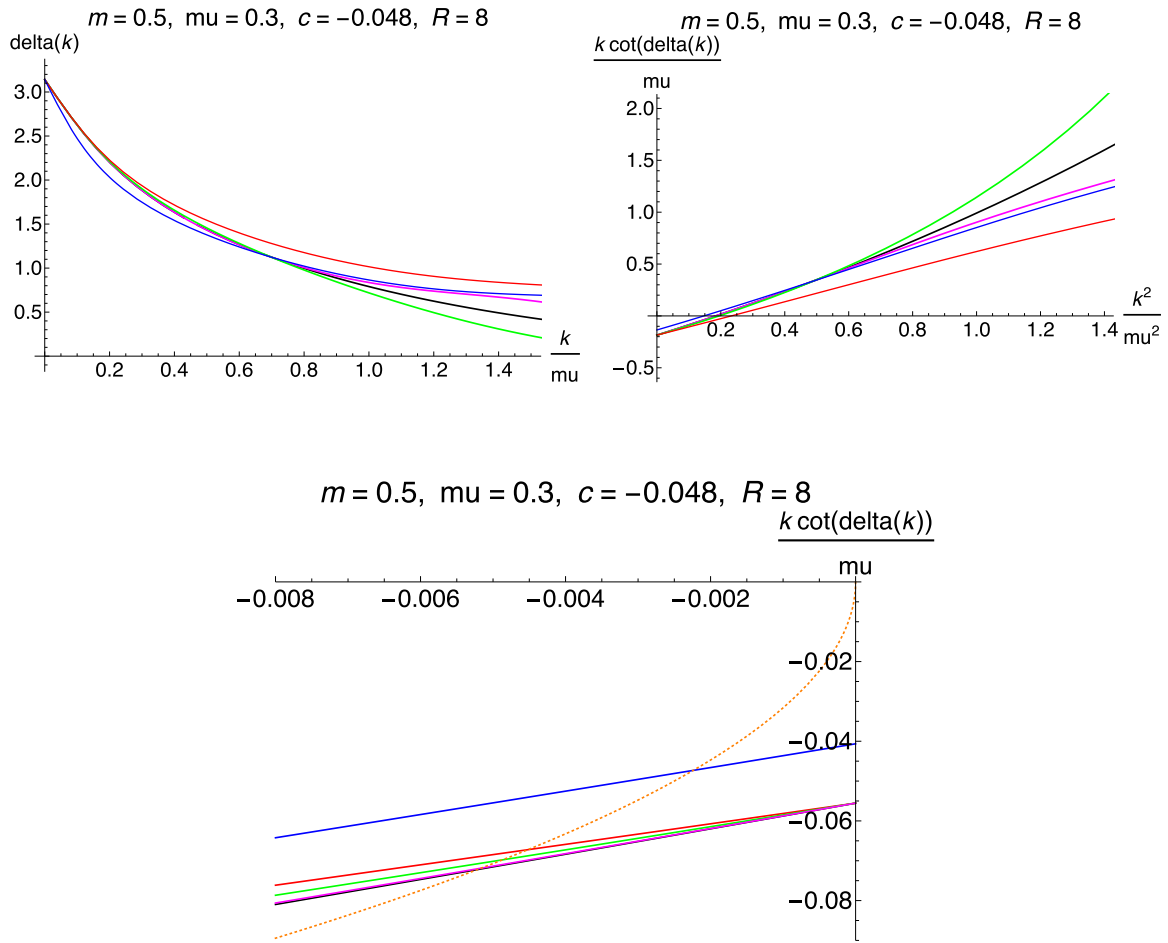 m = 0.5, mu = 0.3, c = −0.048, R = 8
delta(k)
3.0
2.5
2.0
1.5
1.0
0.5
0.2 0.4 0.6 0.8 1.0 1.2 1.4
k
mu
m = 0.5, mu = 0.3, c = −0.048, R = 8
k cot(delta(k))
mu
2.0
1.5
1.0
0.5
−0.5
0.2 0.4 0.6 0.8 1.0 1.2 1.4
k²
mu²
m = 0.5, mu = 0.3, c = −0.048, R = 8
k cot(delta(k))
mu
−0.008 −0.006 −0.004 −0.002
−0.02
−0.04
−0.06
−0.08